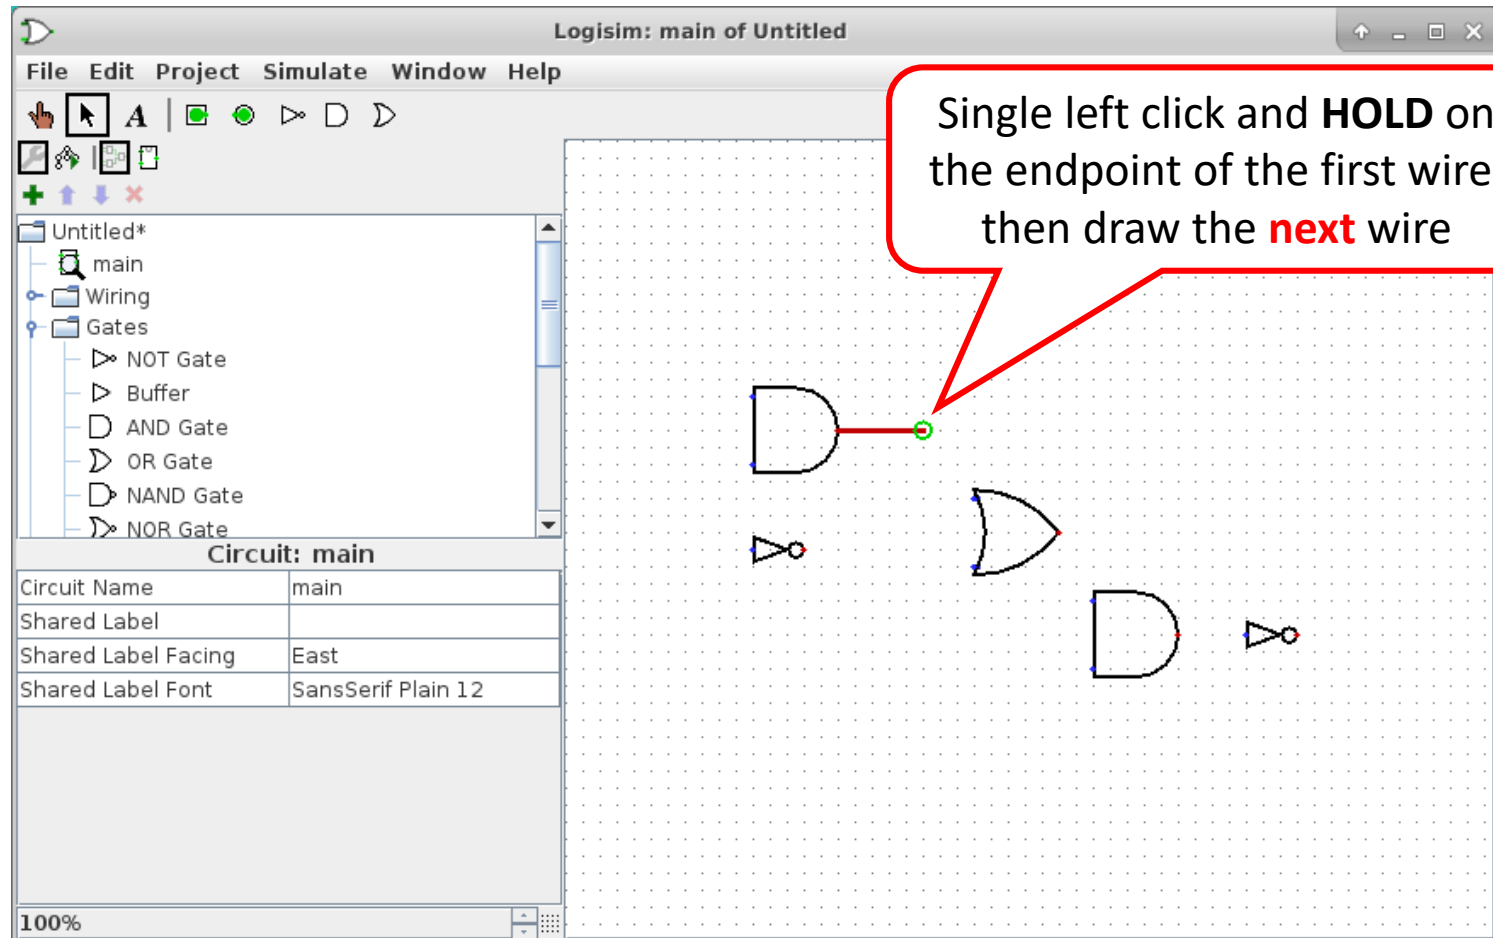 Logisim: main of Untitled
File Edit Project Simulate Window Help
A
Single left click and HOLD on
the endpoint of the first wire
then draw the next wire
Untitled*
main
Wiring
Gates
NOT Gate
Buffer
AND Gate
OR Gate
NAND Gate
NOR Gate
Circuit: main
Circuit Name main
Shared Label
Shared Label Facing East
Shared Label Font SansSerif Plain 12
100%